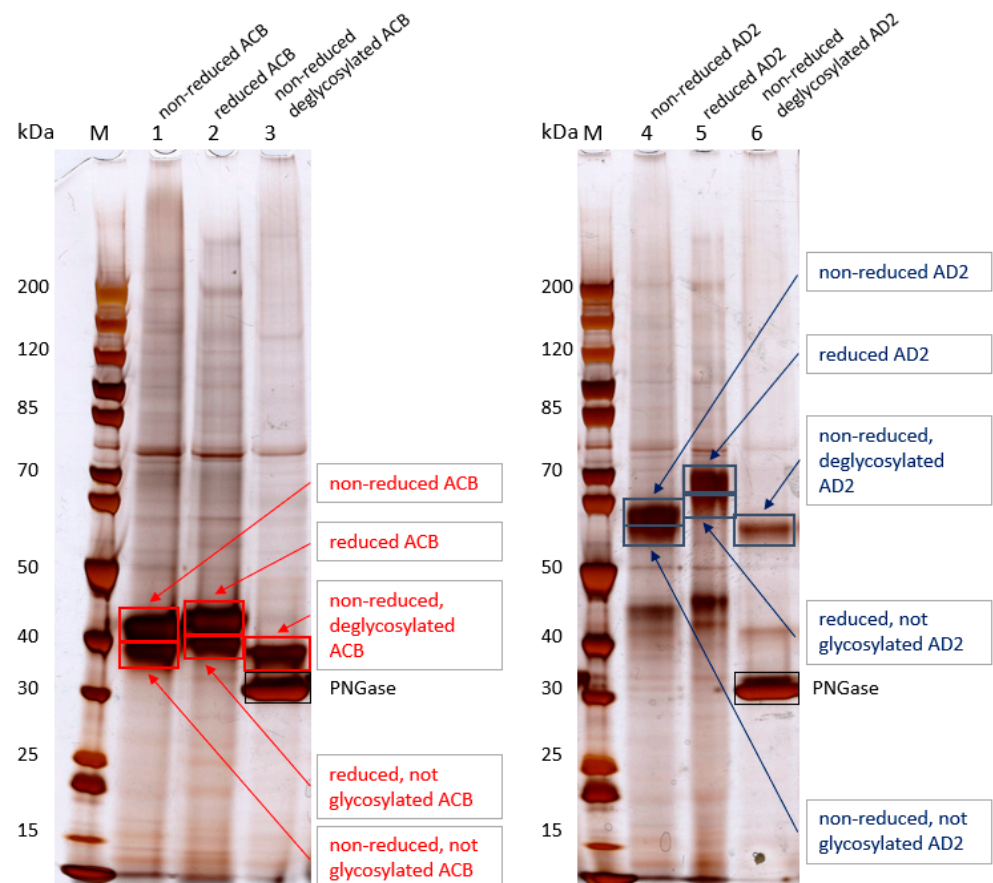 non-reduced ACB
reduced ACB
non-reduced
deglycosylated ACB
kDa M 1 2 3
200
120
85
70
50
40
30
25
15
non-reduced ACB
reduced ACB
non-reduced,
deglycosylated
ACB
PNGase
reduced, not
glycosylated ACB
non-reduced, not
glycosylated ACB
non-reduced AD2
reduced AD2
non-reduced
deglycosylated AD2
kDa M 4 5 6
200
120
85
70
50
40
30
25
15
non-reduced AD2
reduced AD2
non-reduced,
deglycosylated
AD2
reduced, not
glycosylated AD2
PNGase
non-reduced, not
glycosylated AD2